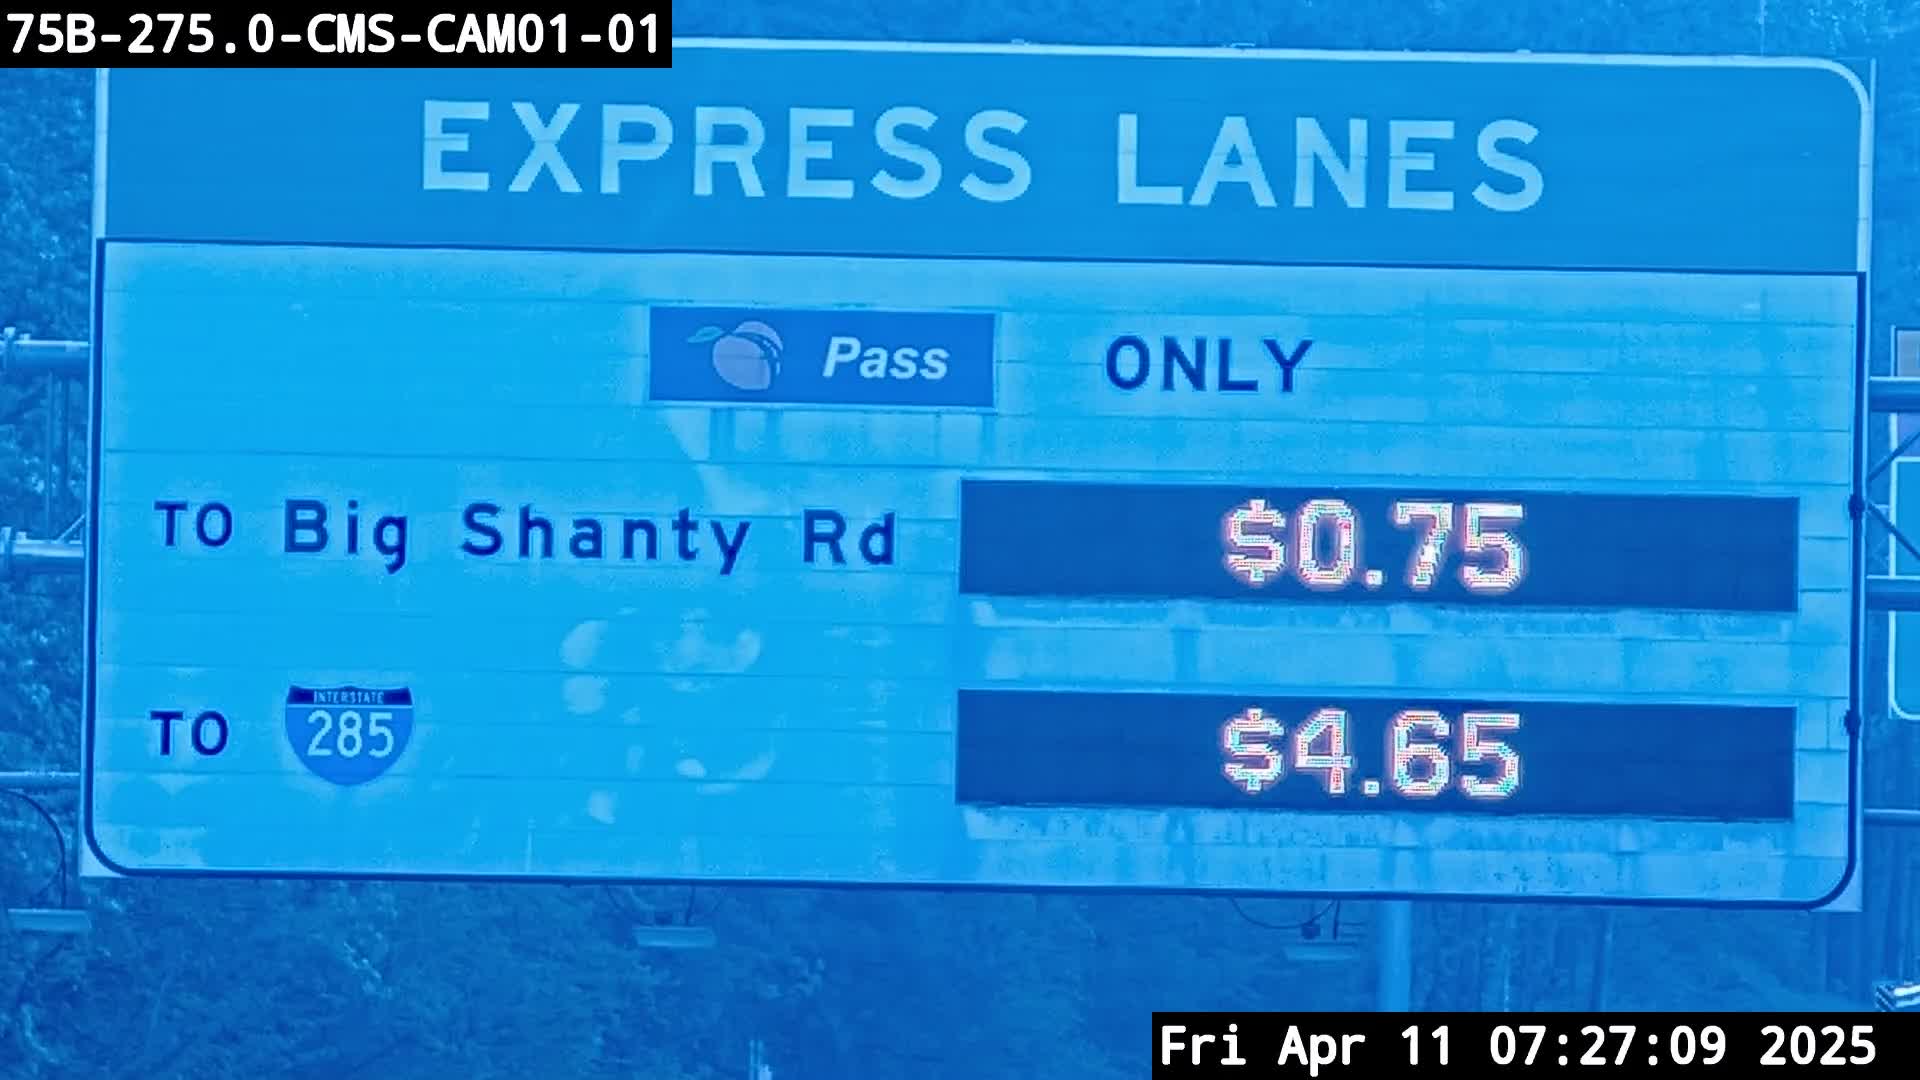 75B-275.0-CMS-CAM01-01
EXPRESS LANES
Pass ONLY
TO Big Shanty Rd $0.75
INTERSTATE
TO 285 $4.65
Fri Apr 11 07:27:09 2025